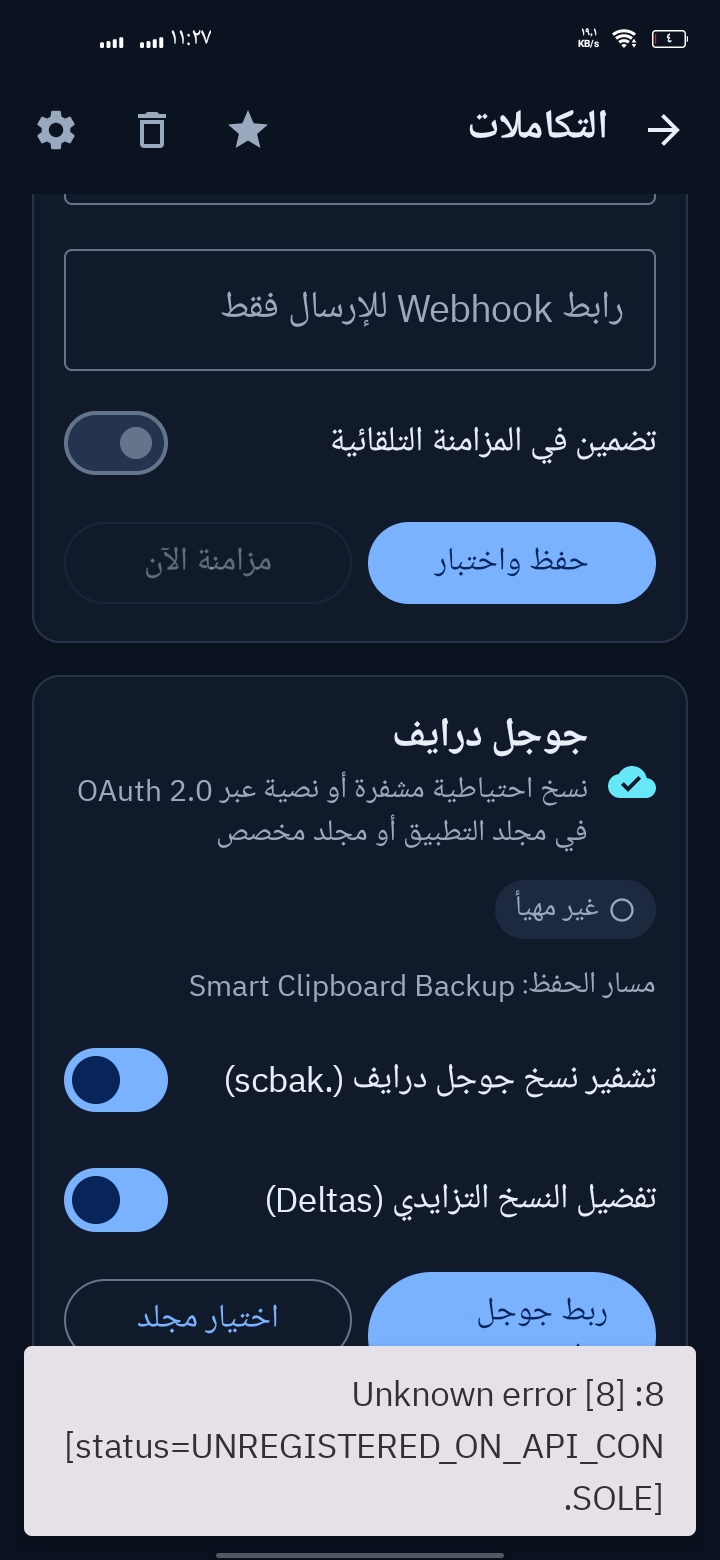 ١١:٢٧
١٩,١
KB/s
٤
التكاملات
رابط Webhook للإرسال فقط
تضمين في المزامنة التلقائية
حفظ واختبار
مزامنة الآن
جوجل درايف
نسخ احتياطية مشفرة أو نصية عبر OAuth 2.0
في مجلد التطبيق أو مجلد مخصص
غير مهيأ
مسار الحفظ: Smart Clipboard Backup
تشفير نسخ جوجل درايف (.scbak)
تفضيل النسخ التزايدي (Deltas)
ربط جوجل
اختيار مجلد
8: Unknown error [8]
[status=UNREGISTERED_ON_API_CON
SOLE].